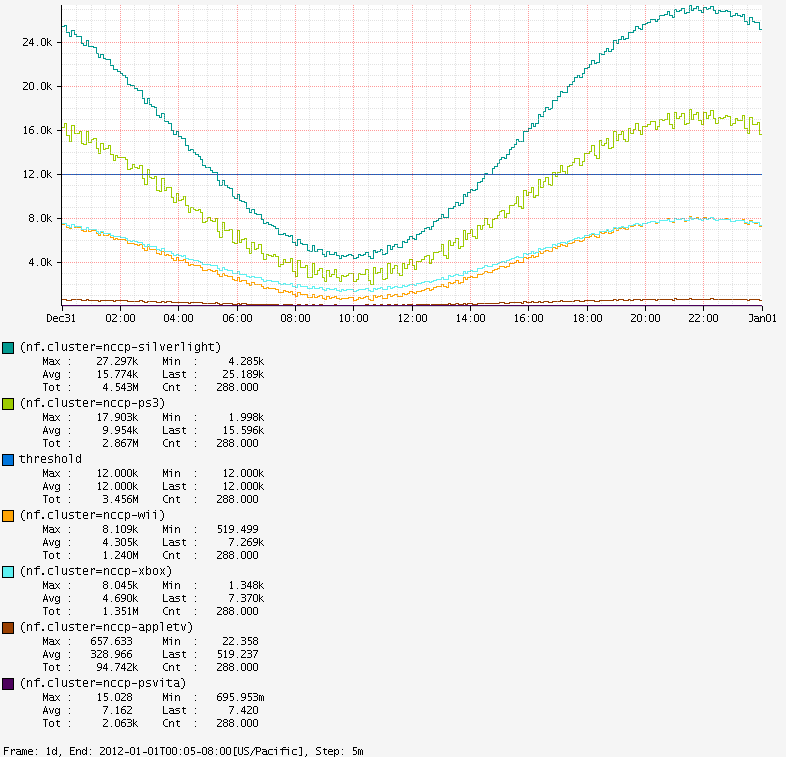 24.0k
20.0k
16.0k
12.0k
8.0k
4.0k
Dec31 02:00 04:00 06:00 08:00 10:00 12:00 14:00 16:00 18:00 20:00 22:00 Jan01
(nf.cluster=nccp-silverlight)
Max : 27.297k Min : 4.285k
Avg : 15.774k Last : 25.189k
Tot : 4.543M Cnt : 288.000
(nf.cluster=nccp-ps3)
Max : 17.903k Min : 1.998k
Avg : 9.954k Last : 15.596k
Tot : 2.867M Cnt : 288.000
threshold
Max : 12.000k Min : 12.000k
Avg : 12.000k Last : 12.000k
Tot : 3.456M Cnt : 288.000
(nf.cluster=nccp-wii)
Max : 8.109k Min : 519.499
Avg : 4.305k Last : 7.269k
Tot : 1.240M Cnt : 288.000
(nf.cluster=nccp-xbox)
Max : 8.045k Min : 1.348k
Avg : 4.690k Last : 7.370k
Tot : 1.351M Cnt : 288.000
(nf.cluster=nccp-appletv)
Max : 657.633 Min : 22.358
Avg : 328.966 Last : 519.237
Tot : 94.742k Cnt : 288.000
(nf.cluster=nccp-psvita)
Max : 15.028 Min : 695.953m
Avg : 7.162 Last : 7.420
Tot : 2.063k Cnt : 288.000
Frame: 1d, End: 2012-01-01T00:05-08:00[US/Pacific], Step: 5m